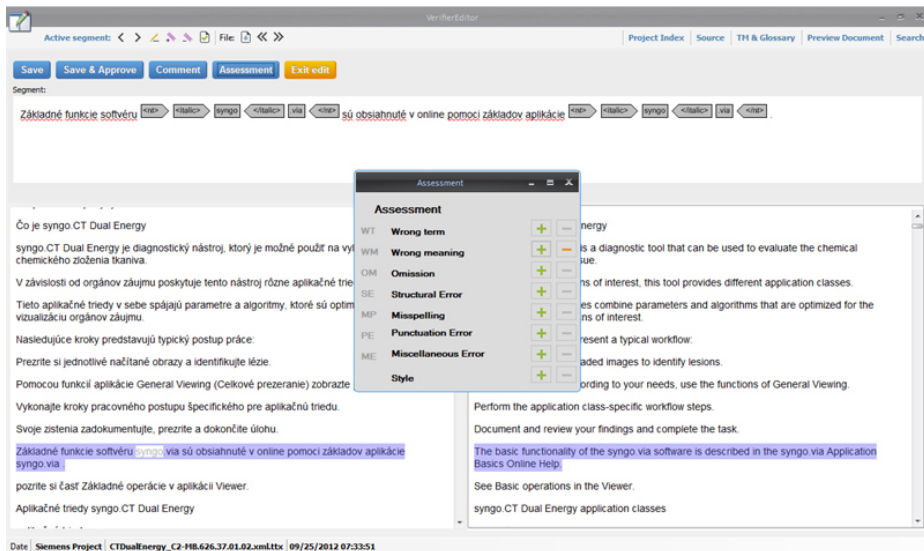 VerifierEditor
Active segment: File:
Project Index Source TM & Glossary Preview Document Search
Save Save & Approve Comment Assessment Exit edit
Segment:
Základné funkcie softvéru <nt> <italic> syngo </italic> .via </nt> sú obsiahnuté v online pomoci základov aplikácie <nt> <italic> syngo </italic> .via </nt> .
Assessment
Assessment
WT Wrong term
WM Wrong meaning
OM Omission
SE Structural Error
MP Misspelling
PE Punctuation Error
ME Miscellaneous Error
Style
Čo je syngo.CT Dual Energy
syngo.CT Dual Energy je diagnostický nástroj, ktorý je možné použiť na
chemického zloženia tkaniva.
V závislosti od orgánov záujmu poskytuje tento nástroj rôzne aplikačné
Tieto aplikačné triedy v sebe spájajú parametre a algoritmy, ktoré sú
vizualizáciu orgánov záujmu.
Nasledujúce kroky predstavujú typický postup práce:
Prezrite si jednotlivé načítané obrazy a identifikujte lézie.
Pomocou funkcií aplikácie General Viewing (Celkové prezeranie) zobrazte
Vykonajte kroky pracovného postupu špecifického pre aplikačnú triedu.
Svoje zistenia zadokumentujte, prezrite a dokončite úlohu.
Základné funkcie softvéru syngo.via sú obsiahnuté v online pomoci základov aplikácie
syngo.via .
pozrite si časť Základné operácie v aplikácii Viewer.
Aplikačné triedy syngo.CT Dual Energy
nergy
is a diagnostic tool that can be used to evaluate the chemical
sue.
ns of interest, this tool provides different application classes.
es combine parameters and algorithms that are optimized for the
ns of interest.
resent a typical workflow:
aded images to identify lesions.
ording to your needs, use the functions of General Viewing.
Perform the application class-specific workflow steps.
Document and review your findings and complete the task.
The basic functionality of the syngo.via software is described in the syngo.via Application
Basics Online Help.
See Basic operations in the Viewer.
syngo.CT Dual Energy application classes
Date Siemens Project CTDualEnergy_C2-MB.626.37.01.02.xml.ttx 09/25/2012 07:33:51